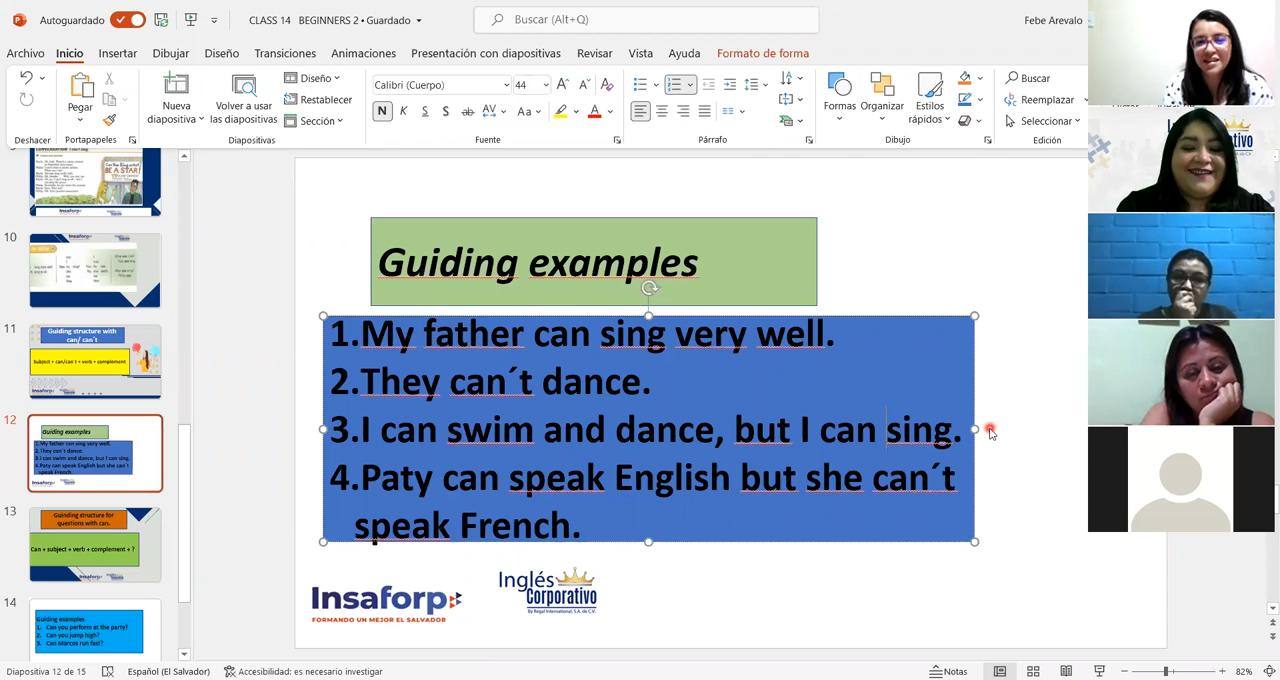 Autoguardado
CLASS 14 BEGINNERS 2 • Guardado
Buscar (Alt+Q)
Febe Arevalo
Archivo Inicio Insertar Dibujar Diseño Transiciones Animaciones Presentación con diapositivas Revisar Vista Ayuda Formato de forma
Pegar
Nueva diapositiva
Volver a usar las diapositivas
Diseño
Restablecer
Sección
Calibri (Cuerpo) 44
N K S S ab AV Aa A
Formas
Organizar
Estilos rápidos
Buscar
Reemplazar
Seleccionar
Deshacer Portapapeles Diapositivas Fuente Párrafo Dibujo Edición
BE A STAR!
10
11
Guiding structure with
can/ can´t
Subject + can/can´t + verb + complement
12
Guiding examples
1.My father can sing very well.
2.They can´t dance.
3.I can swim and dance, but I can sing.
4.Paty can speak English but she can´t
speak French.
13
Guinding structure for
questions with can.
Can + subject + verb + complement + ?
14
Guiding examples
1. Can you perform at the party?
2. Can you jump high?
3. Can Marcos run fast?
Guiding examples
1.My father can sing very well.
2.They can´t dance.
3.I can swim and dance, but I can sing.
4.Paty can speak English but she can´t
speak French.
Insaforp
FORMANDO UN MEJOR EL SALVADOR
Inglés
Corporativo
By Regal International, S.A. de C.V.
Diapositiva 12 de 15
Español (El Salvador)
Accesibilidad: es necesario investigar
Notas
82%